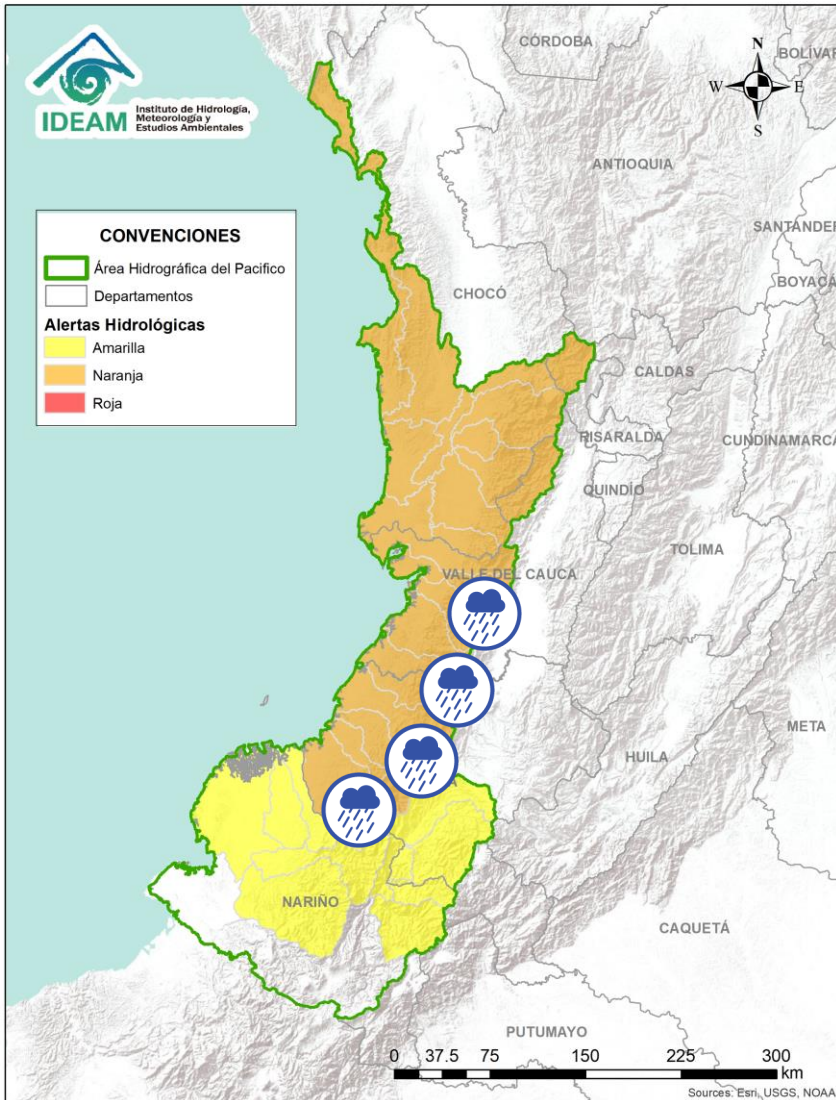 IDEAM
Instituto de Hidrología,
Meteorología y
Estudios Ambientales
CÓRDOBA
BOLÍVAR
N
W
E
S
ANTIOQUIA
SANTANDER
BOYACÁ
CHOCÓ
CONVENCIONES
Área Hidrográfica del Pacifico
Departamentos
Alertas Hidrológicas
Amarilla
Naranja
Roja
CALDAS
RISARALDA
CUNDINAMARCA
QUINDÍO
TOLIMA
VALLE DEL CAUCA
META
HUILA
NARIÑO
CAQUETÁ
PUTUMAYO
0 37.5 75 150 225 300
km
Sources: Esri, USGS, NOAA